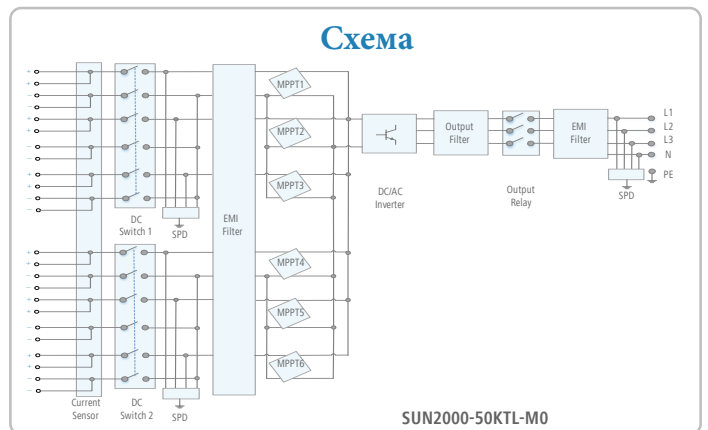 Схема
+
+
−
−
+
+
−
−
+
+
−
−
MPPT1
MPPT2
MPPT3
EMI
Filter
DC
Switch 1
SPD
+
+
−
−
+
+
−
−
+
+
−
−
MPPT4
MPPT5
MPPT6
Current
Sensor
DC
Switch 2
SPD
DC/AC
Inverter
Output
Filter
Output
Relay
EMI
Filter
SPD
L1
L2
L3
N
PE
SUN2000-50KTL-M0